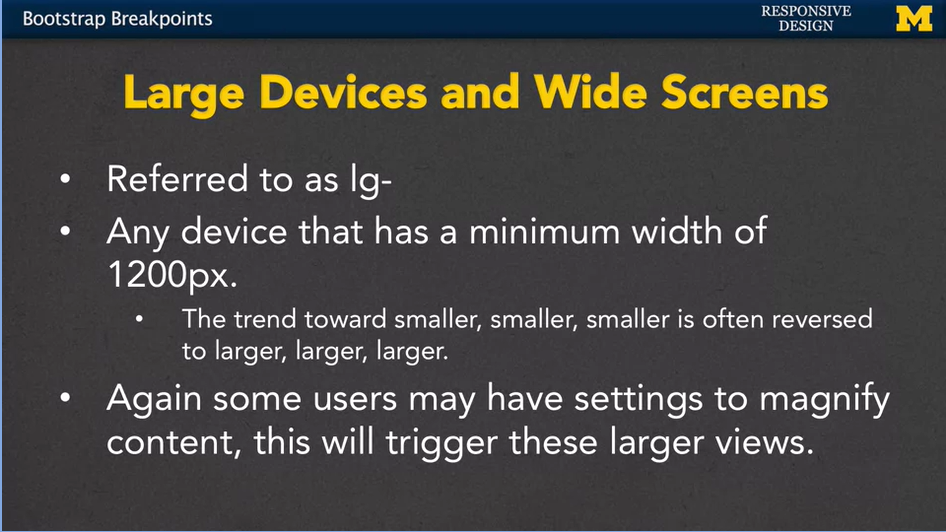 Bootstrap Breakpoints
RESPONSIVE
DESIGN
M
Large Devices and Wide Screens
• Referred to as lg-
• Any device that has a minimum width of
1200px.
• The trend toward smaller, smaller, smaller is often reversed
to larger, larger, larger.
• Again some users may have settings to magnify
content, this will trigger these larger views.